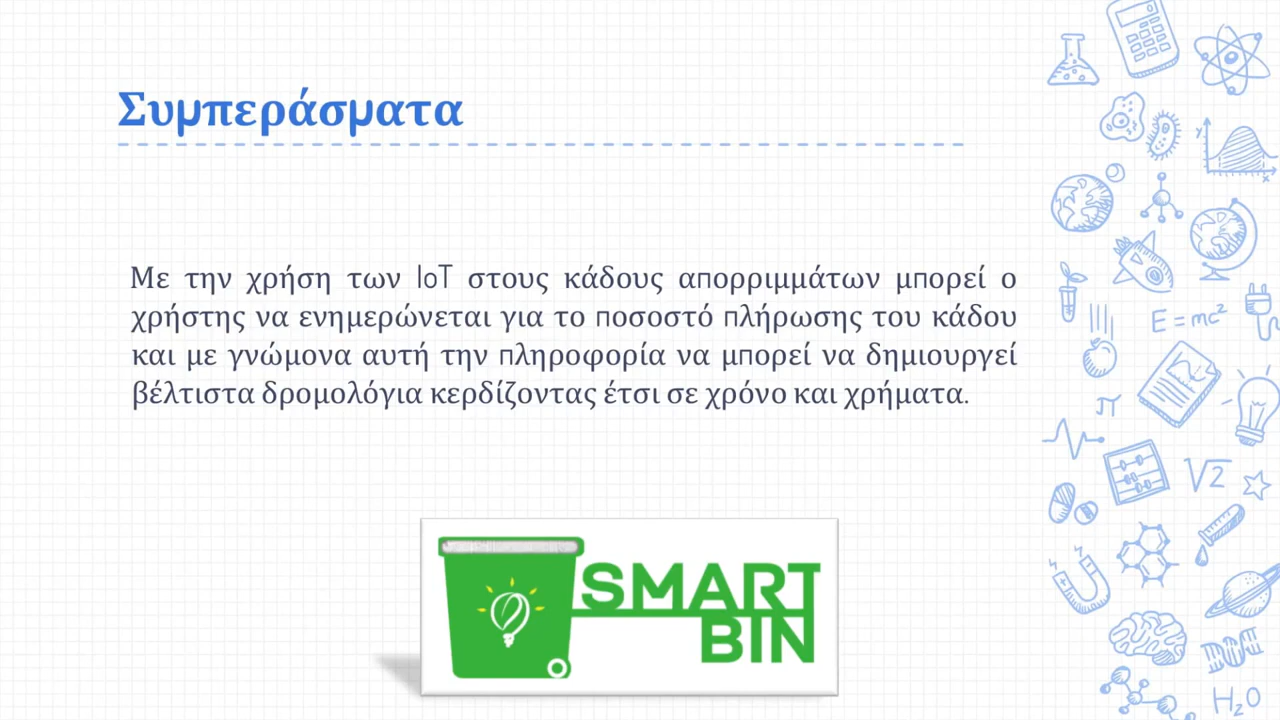 Συμπεράσματα
Με την χρήση των IoT στους κάδους απορριμμάτων μπορεί ο
χρήστης να ενημερώνεται για το ποσοστό πλήρωσης του κάδου
και με γνώμονα αυτή την πληροφορία να μπορεί να δημιουργεί
βέλτιστα δρομολόγια κερδίζοντας έτσι σε χρόνο και χρήματα.
SMART
BIN
y
x
E=mc²
π
√2
H₂O